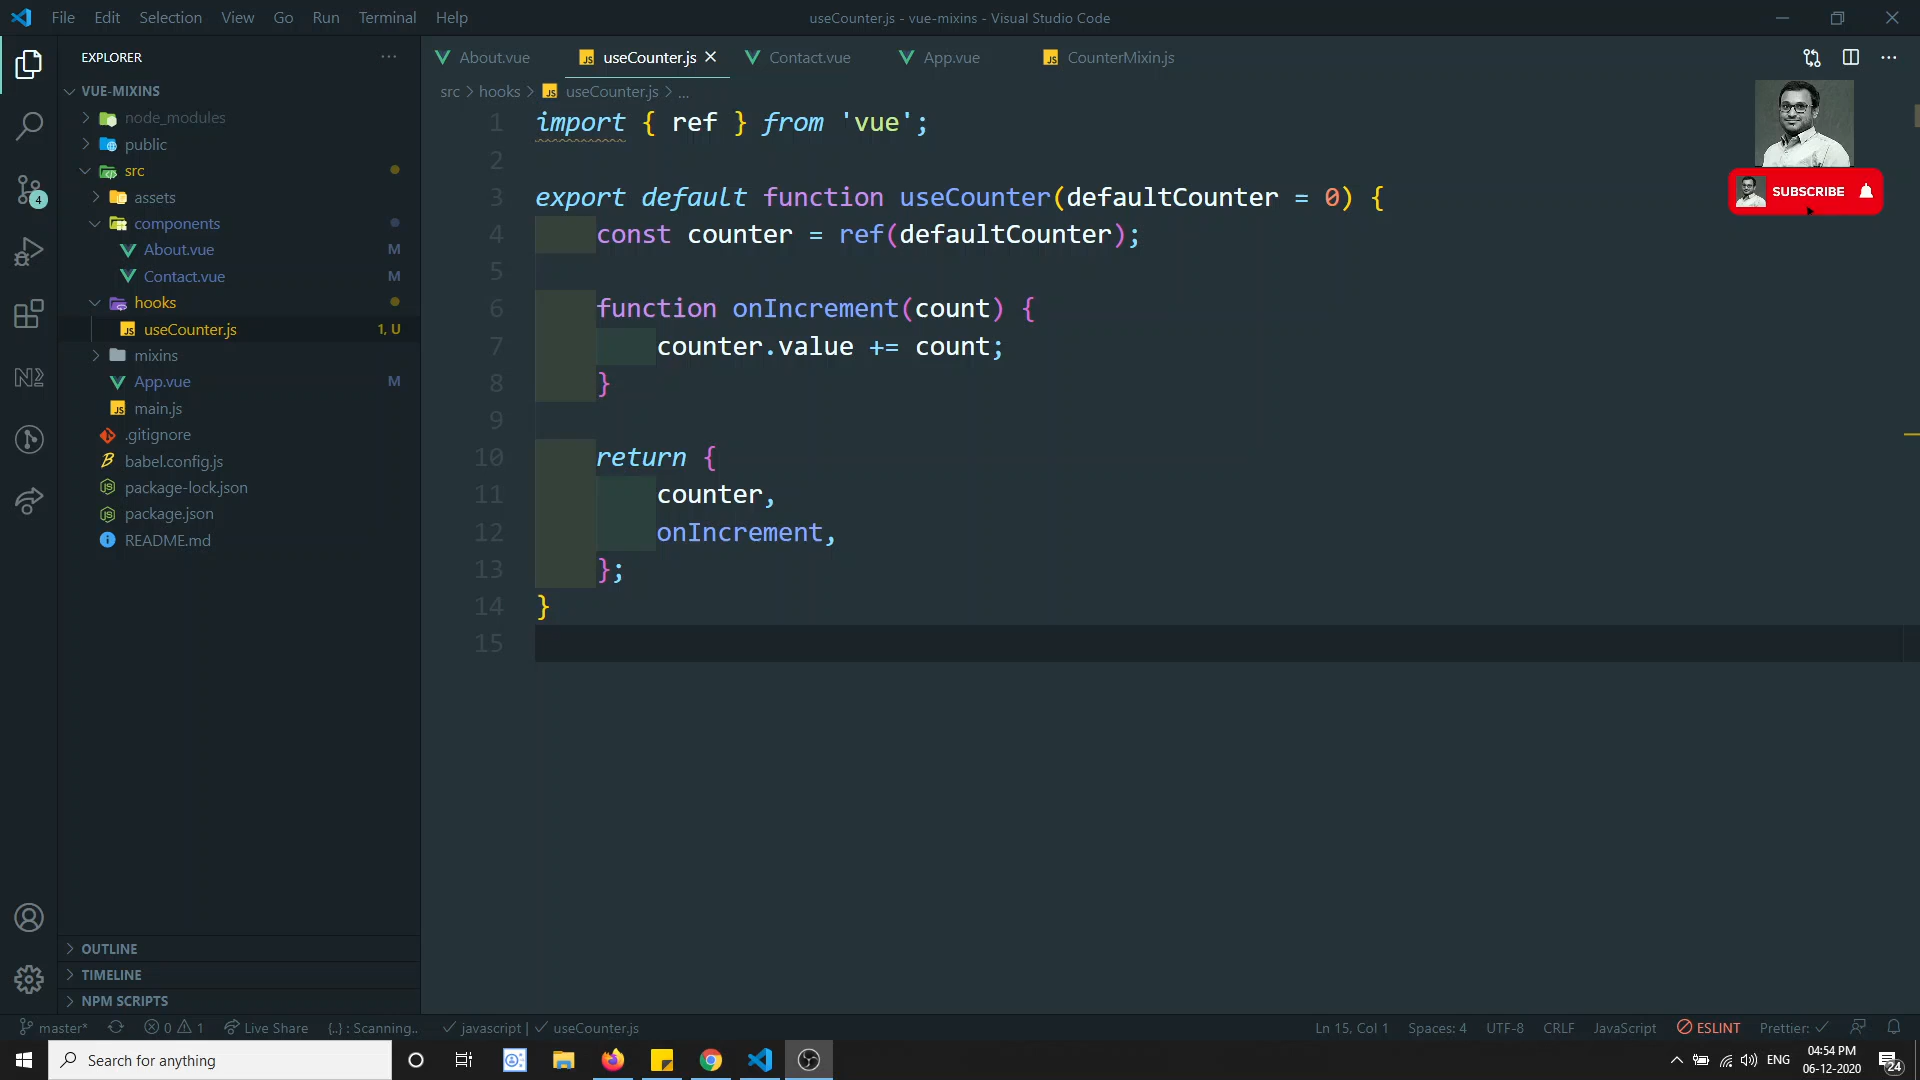 File Edit Selection View Go Run Terminal Help
useCounter.js - vue-mixins - Visual Studio Code
EXPLORER
VUE-MIXINS
node_modules
public
src
assets
components
About.vue M
Contact.vue M
hooks
useCounter.js 1, U
mixins
App.vue M
main.js
.gitignore
babel.config.js
package-lock.json
package.json
README.md
OUTLINE
TIMELINE
NPM SCRIPTS
4
About.vue useCounter.js Contact.vue App.vue CounterMixin.js
src > hooks > useCounter.js > ...
1 import { ref } from 'vue';
2
3 export default function useCounter(defaultCounter = 0) {
4 const counter = ref(defaultCounter);
5
6 function onIncrement(count) {
7 counter.value += count;
8 }
9
10 return {
11 counter,
12 onIncrement,
13 };
14 }
15
SUBSCRIBE
master* 0 1 Live Share {..} : Scanning.. javascript | useCounter.js
Ln 15, Col 1 Spaces: 4 UTF-8 CRLF JavaScript ESLINT Prettier:
Search for anything
ENG
04:54 PM
06-12-2020
24